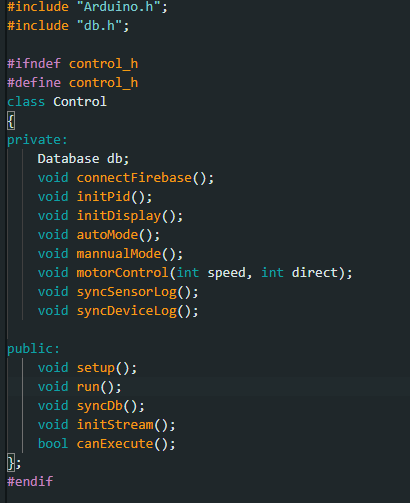 #include "Arduino.h";
#include "db.h";
#ifndef control_h
#define control_h
class Control
{
private:
    Database db;
    void connectFirebase();
    void initPid();
    void initDisplay();
    void autoMode();
    void mannualMode();
    void motorControl(int speed, int direct);
    void syncSensorLog();
    void syncDeviceLog();
public:
    void setup();
    void run();
    void syncDb();
    void initStream();
    bool canExecute();
};
#endif